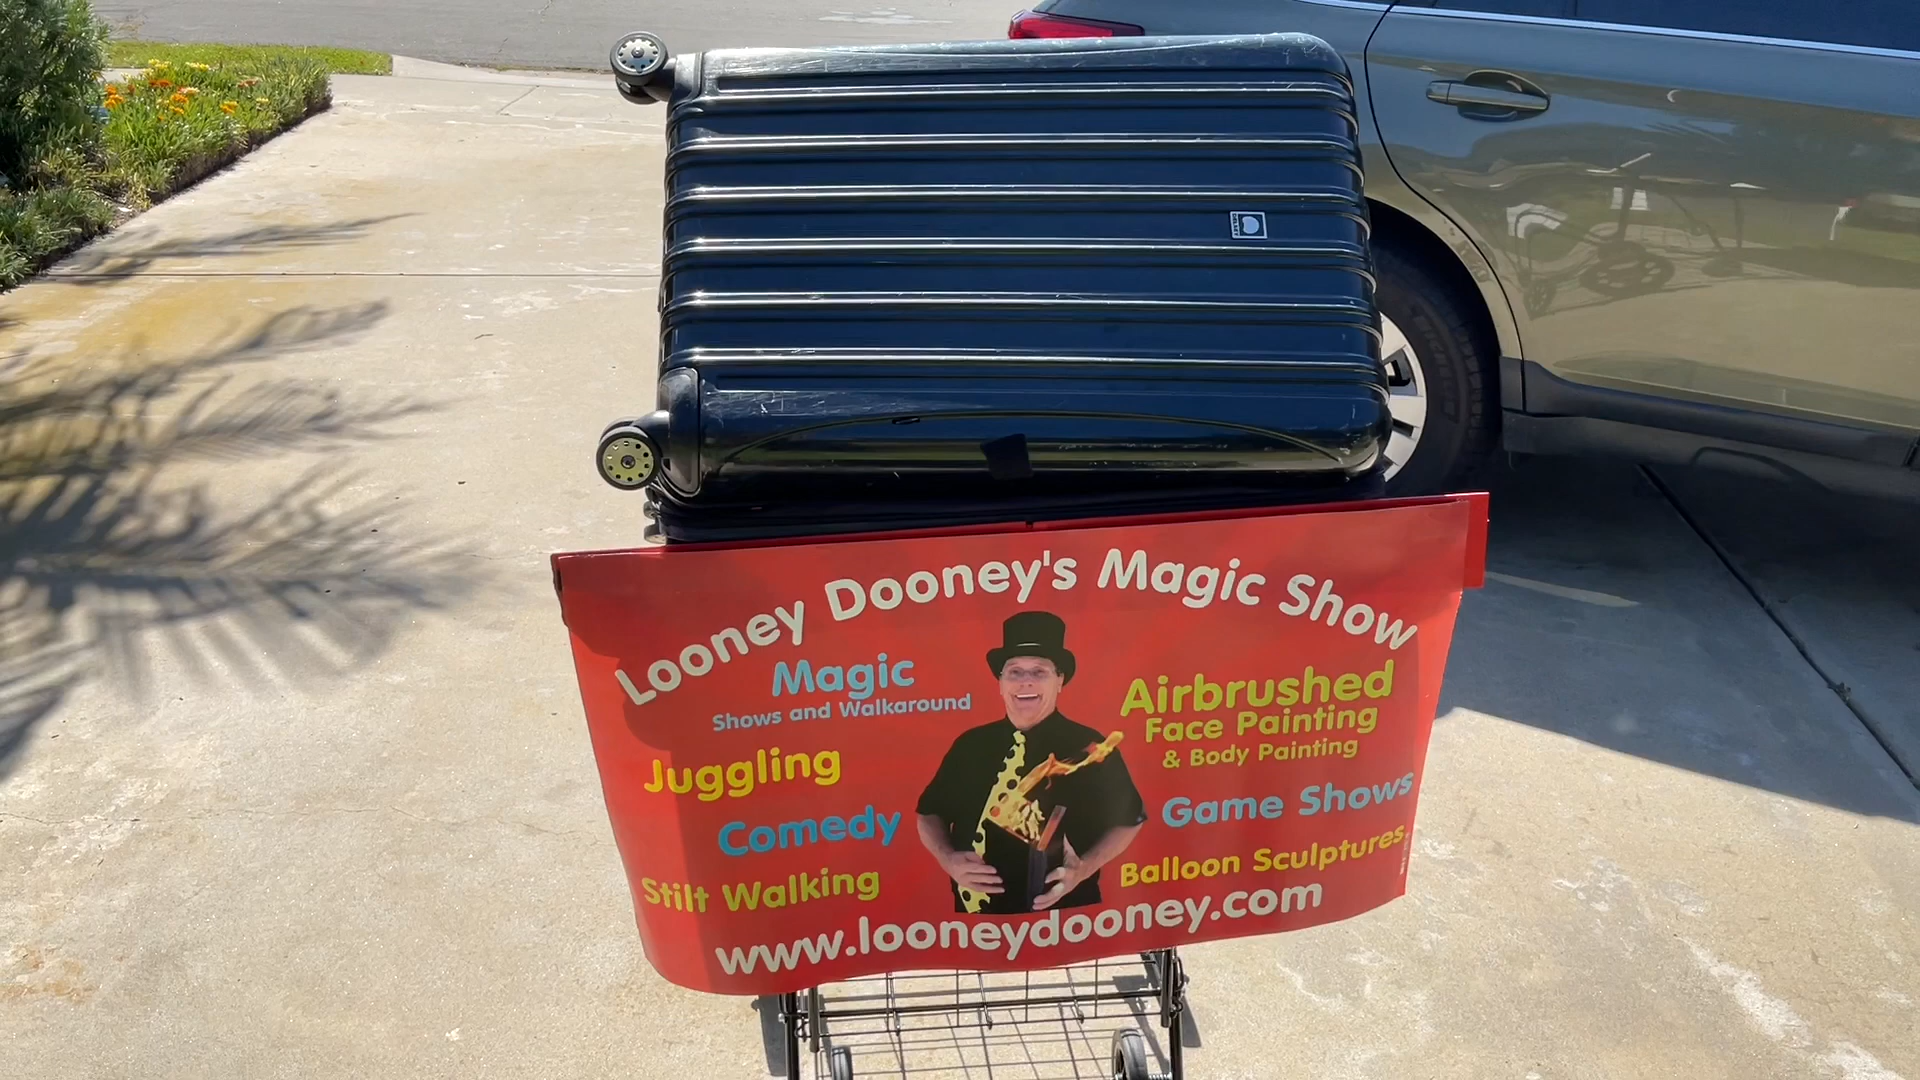 Looney Dooney's Magic Show
Magic
Shows and Walkaround
Juggling
Comedy
Stilt Walking
Airbrushed
Face Painting
& Body Painting
Game Shows
Balloon Sculptures
www.looneydooney.com
DELSEY